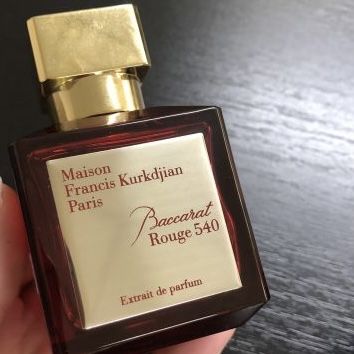 Maison
Francis Kurkdjian
Paris
Baccarat
Rouge 540
Extrait de parfum